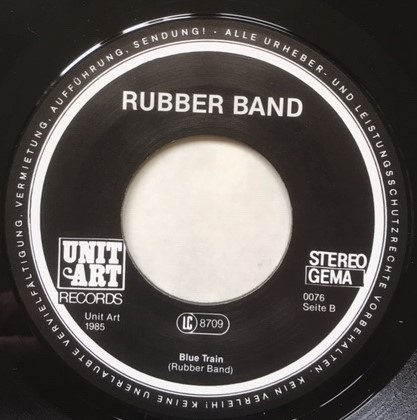 ALLE URHEBER- UND LEISTUNGSSCHUTZRECHTE VORBEHALTEN · KEIN VERLEIH! KEINE UNERLAUBTE VERVIELFÄLTIGUNG, VERMIETUNG, AUFFÜHRUNG, SENDUNG! -
RUBBER BAND
UNIT
ART
RECORDS
Unit Art
1985
STEREO
GEMA
0076
Seite B
LC 8709
Blue Train
(Rubber Band)